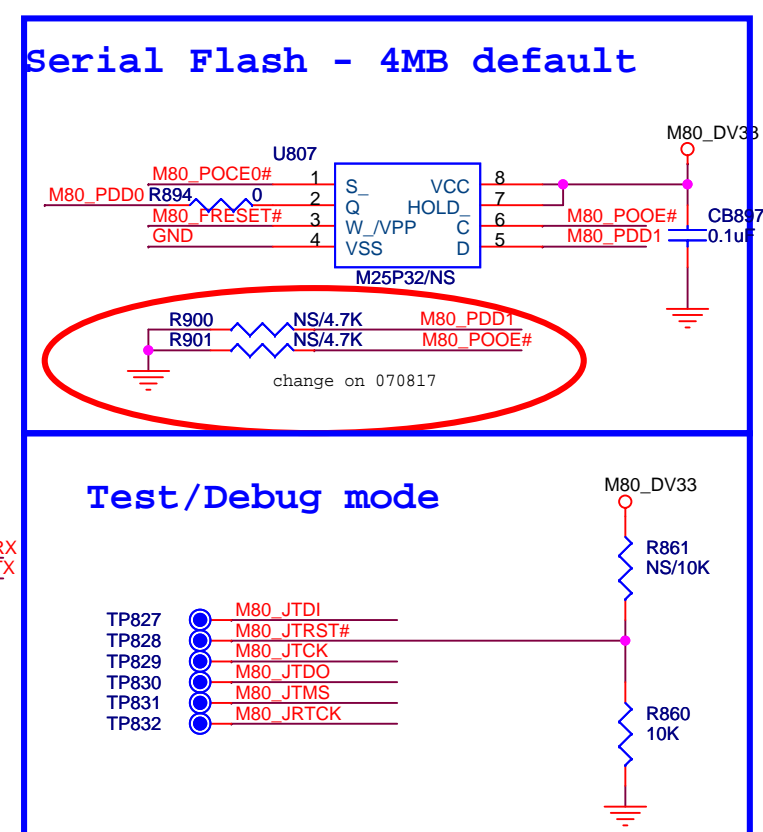 Serial Flash - 4MB default
M80_DV33
U807
M80_POCE0# 1 S_ VCC 8
M80_PDD0 R894 0 2 Q HOLD_ 7
M80_FRESET# 3 W_/VPP C 6 M80_POOE# CB897
GND 4 VSS D 5 M80_PDD1 0.1uF
M25P32/NS
R900 NS/4.7K M80_PDD1
R901 NS/4.7K M80_POOE#
change on 070817
Test/Debug mode
M80_DV33
RX
TX
R861
NS/10K
TP827 M80_JTDI
TP828 M80_JTRST#
TP829 M80_JTCK
TP830 M80_JTDO
TP831 M80_JTMS
TP832 M80_JRTCK
R860
10K